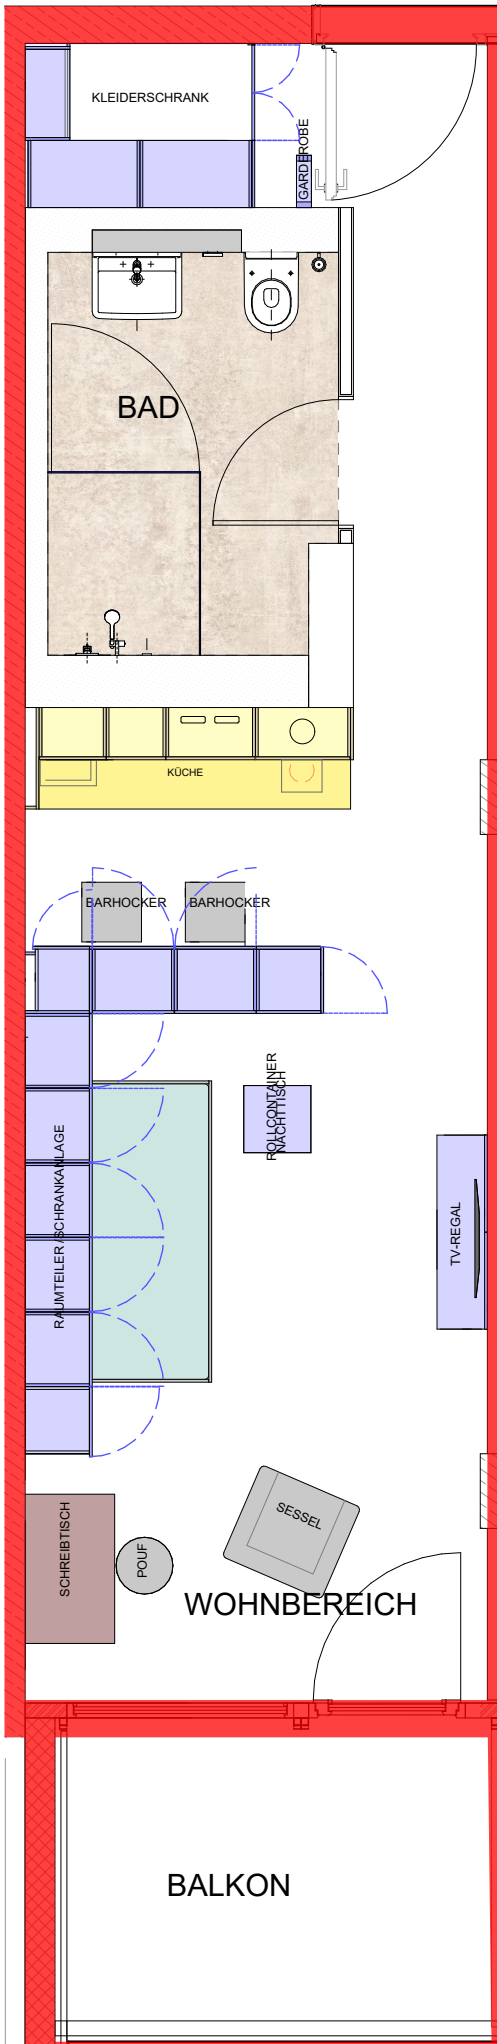 KLEIDERSCHRANK
GARDEROBE
BAD
KÜCHE
BARHOCKER
BARHOCKER
ROLLCONTAINER
NACHTTISCH
RAUMTEILER /SCHRANKANLAGE
TV-REGAL
SESSEL
SCHREIBTISCH
POUF
WOHNBEREICH
BALKON